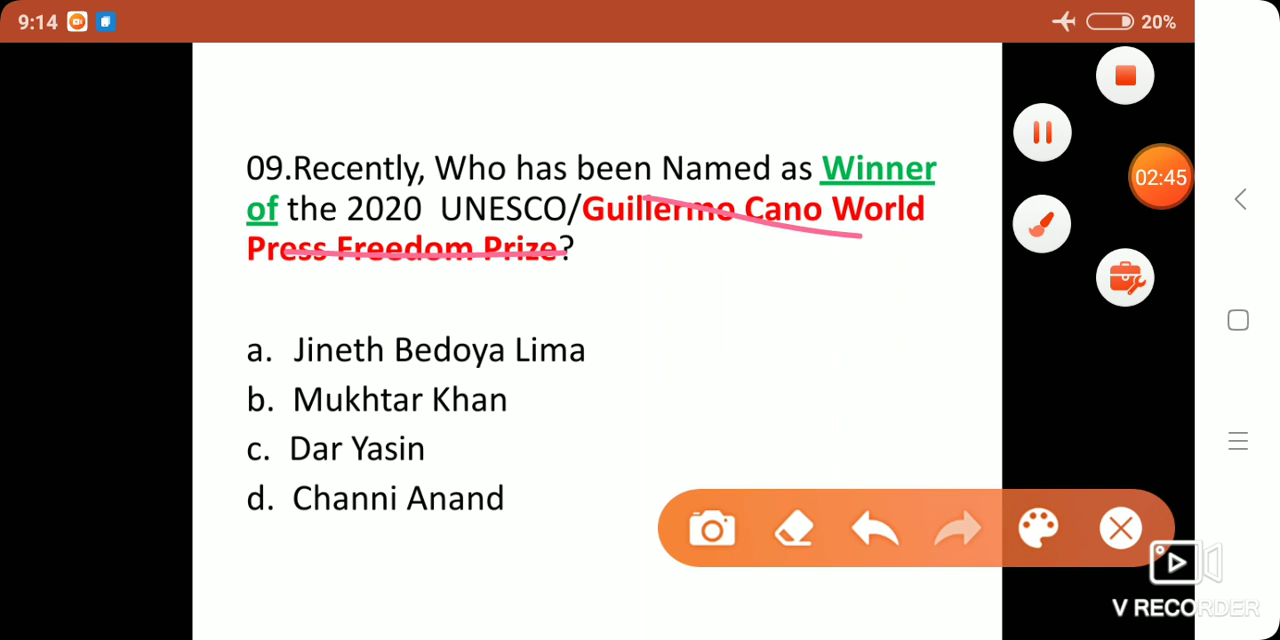 9:14
20%
09.Recently, Who has been Named as Winner
of the 2020 UNESCO/Guillermo Cano World
Press Freedom Prize?
02:45
a. Jineth Bedoya Lima
b. Mukhtar Khan
c. Dar Yasin
d. Channi Anand
V RECORDER